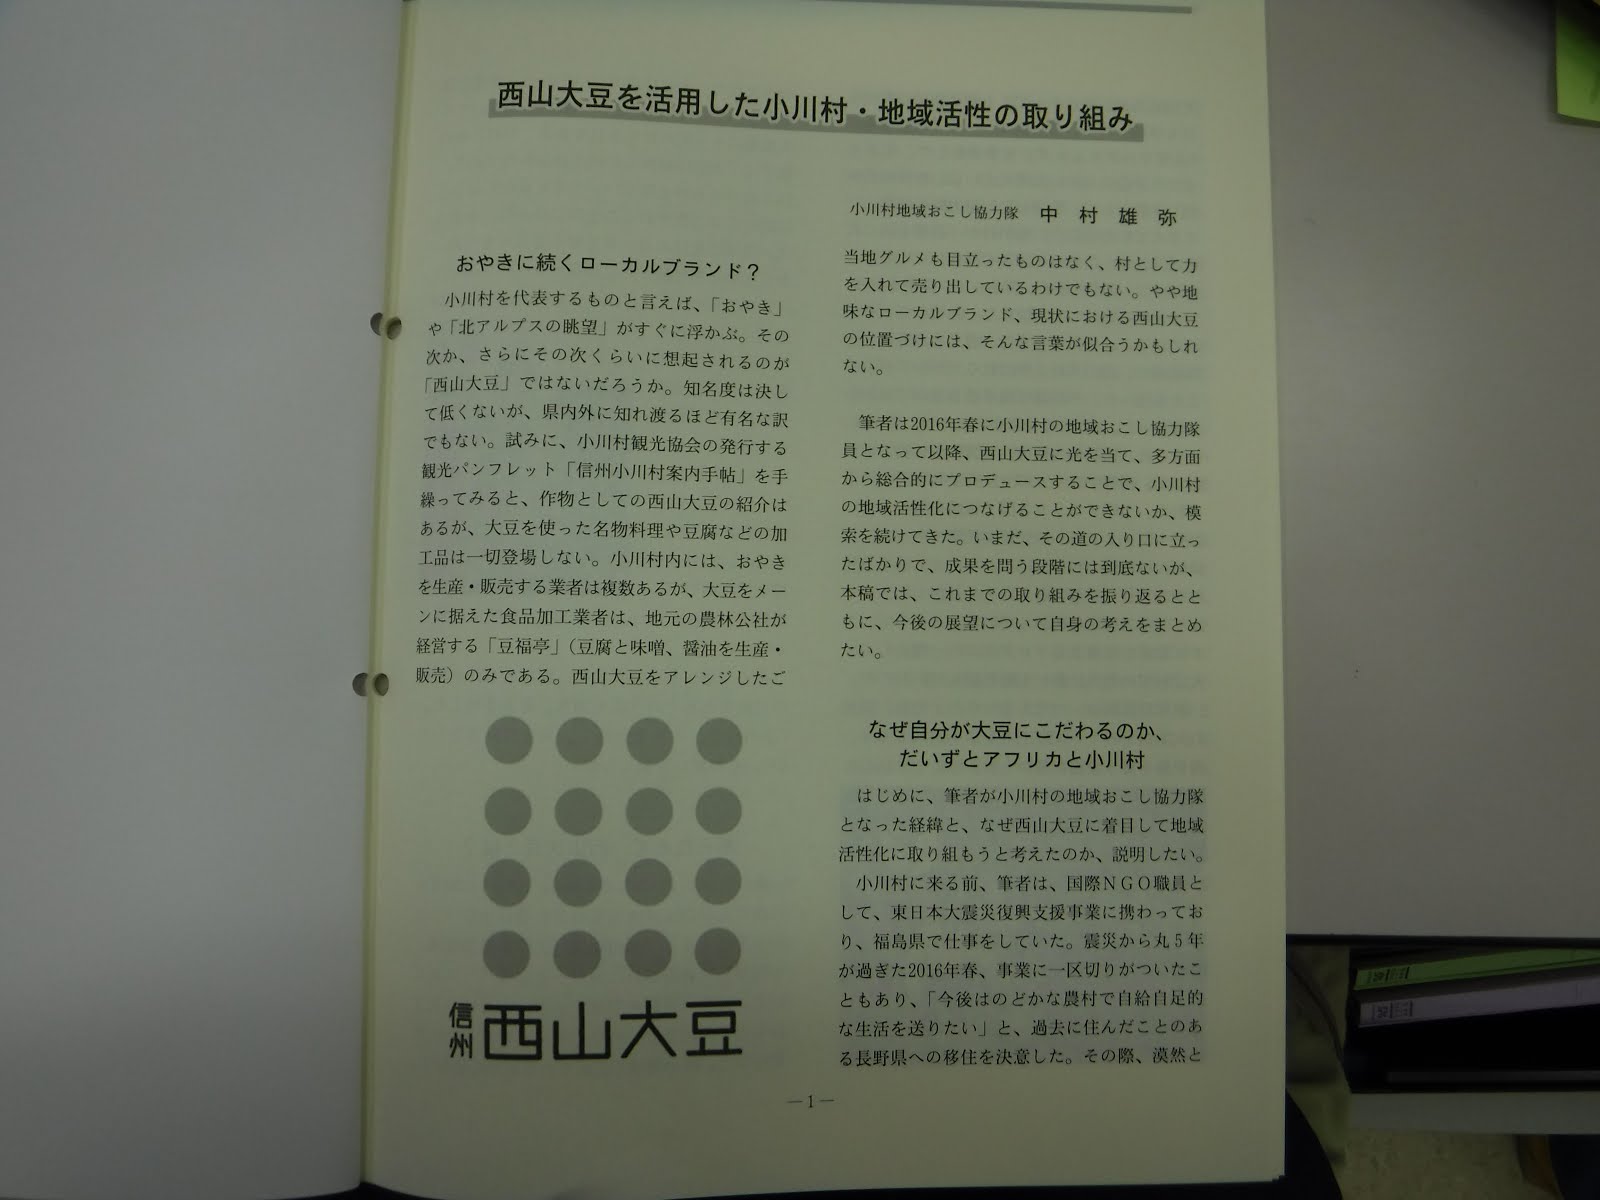 西山大豆を活用した小川村・地域活性の取り組み
小川村地域おこし協力隊　中　村　雄　弥
おやきに続くローカルブランド？
小川村を代表するものと言えば、「おやき」
や「北アルプスの眺望」がすぐに浮かぶ。その
次か、さらにその次くらいに想起されるのが
「西山大豆」ではないだろうか。知名度は決し
て低くないが、県内外に知れ渡るほど有名な訳
でもない。試みに、小川村観光協会の発行する
観光パンフレット「信州小川村案内手帖」を手
繰ってみると、作物としての西山大豆の紹介は
あるが、大豆を使った名物料理や豆腐などの加
工品は一切登場しない。小川村内には、おやき
を生産・販売する業者は複数あるが、大豆をメー
ンに据えた食品加工業者は、地元の農林公社が
経営する「豆福亭」（豆腐と味噌、醤油を生産・
販売）のみである。西山大豆をアレンジしたご
信州 西山大豆
当地グルメも目立ったものはなく、村として力
を入れて売り出しているわけでもない。やや地
味なローカルブランド、現状における西山大豆
の位置づけには、そんな言葉が似合うかもしれ
ない。
筆者は2016年春に小川村の地域おこし協力隊
員となって以降、西山大豆に光を当て、多方面
から総合的にプロデュースすることで、小川村
の地域活性化につなげることができないか、模
索を続けてきた。いまだ、その道の入り口に立っ
たばかりで、成果を問う段階には到底ないが、
本稿では、これまでの取り組みを振り返るとと
もに、今後の展望について自身の考えをまとめ
たい。
なぜ自分が大豆にこだわるのか、
だいずとアフリカと小川村
はじめに、筆者が小川村の地域おこし協力隊
となった経緯と、なぜ西山大豆に着目して地域
活性化に取り組もうと考えたのか、説明したい。
小川村に来る前、筆者は、国際ＮＧＯ職員と
して、東日本大震災復興支援事業に携わってお
り、福島県で仕事をしていた。震災から丸５年
が過ぎた2016年春、事業に一区切りがついたこ
ともあり、「今後はのどかな農村で自給自足的
な生活を送りたい」と、過去に住んだことのあ
る長野県への移住を決意した。その際、漠然と
―1―